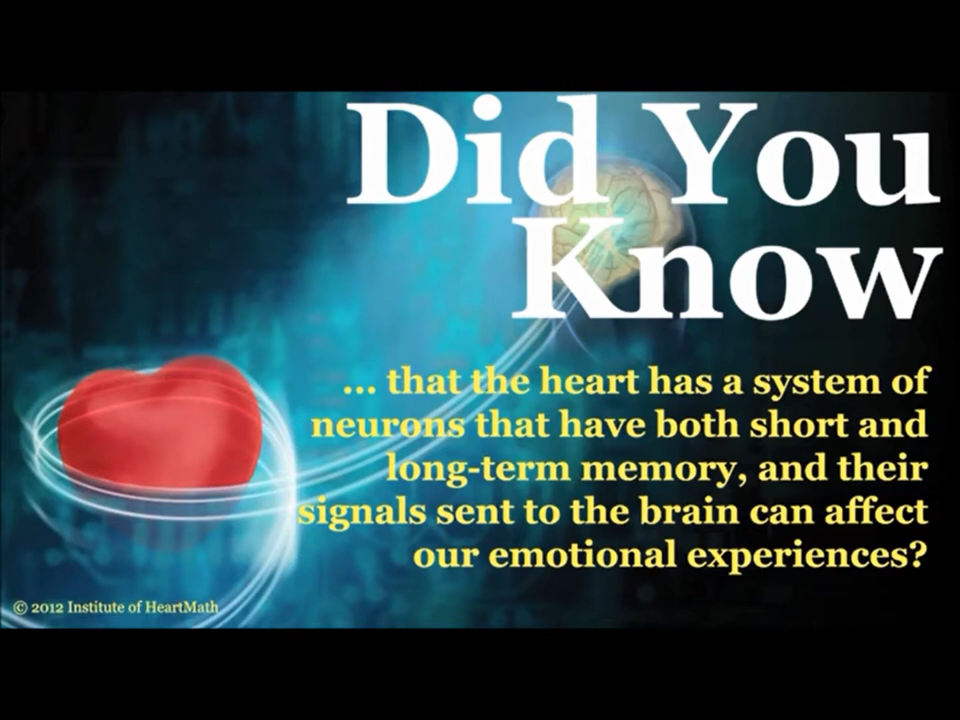 Did You
Know
... that the heart has a system of
neurons that have both short and
long-term memory, and their
signals sent to the brain can affect
our emotional experiences?
© 2012 Institute of HeartMath